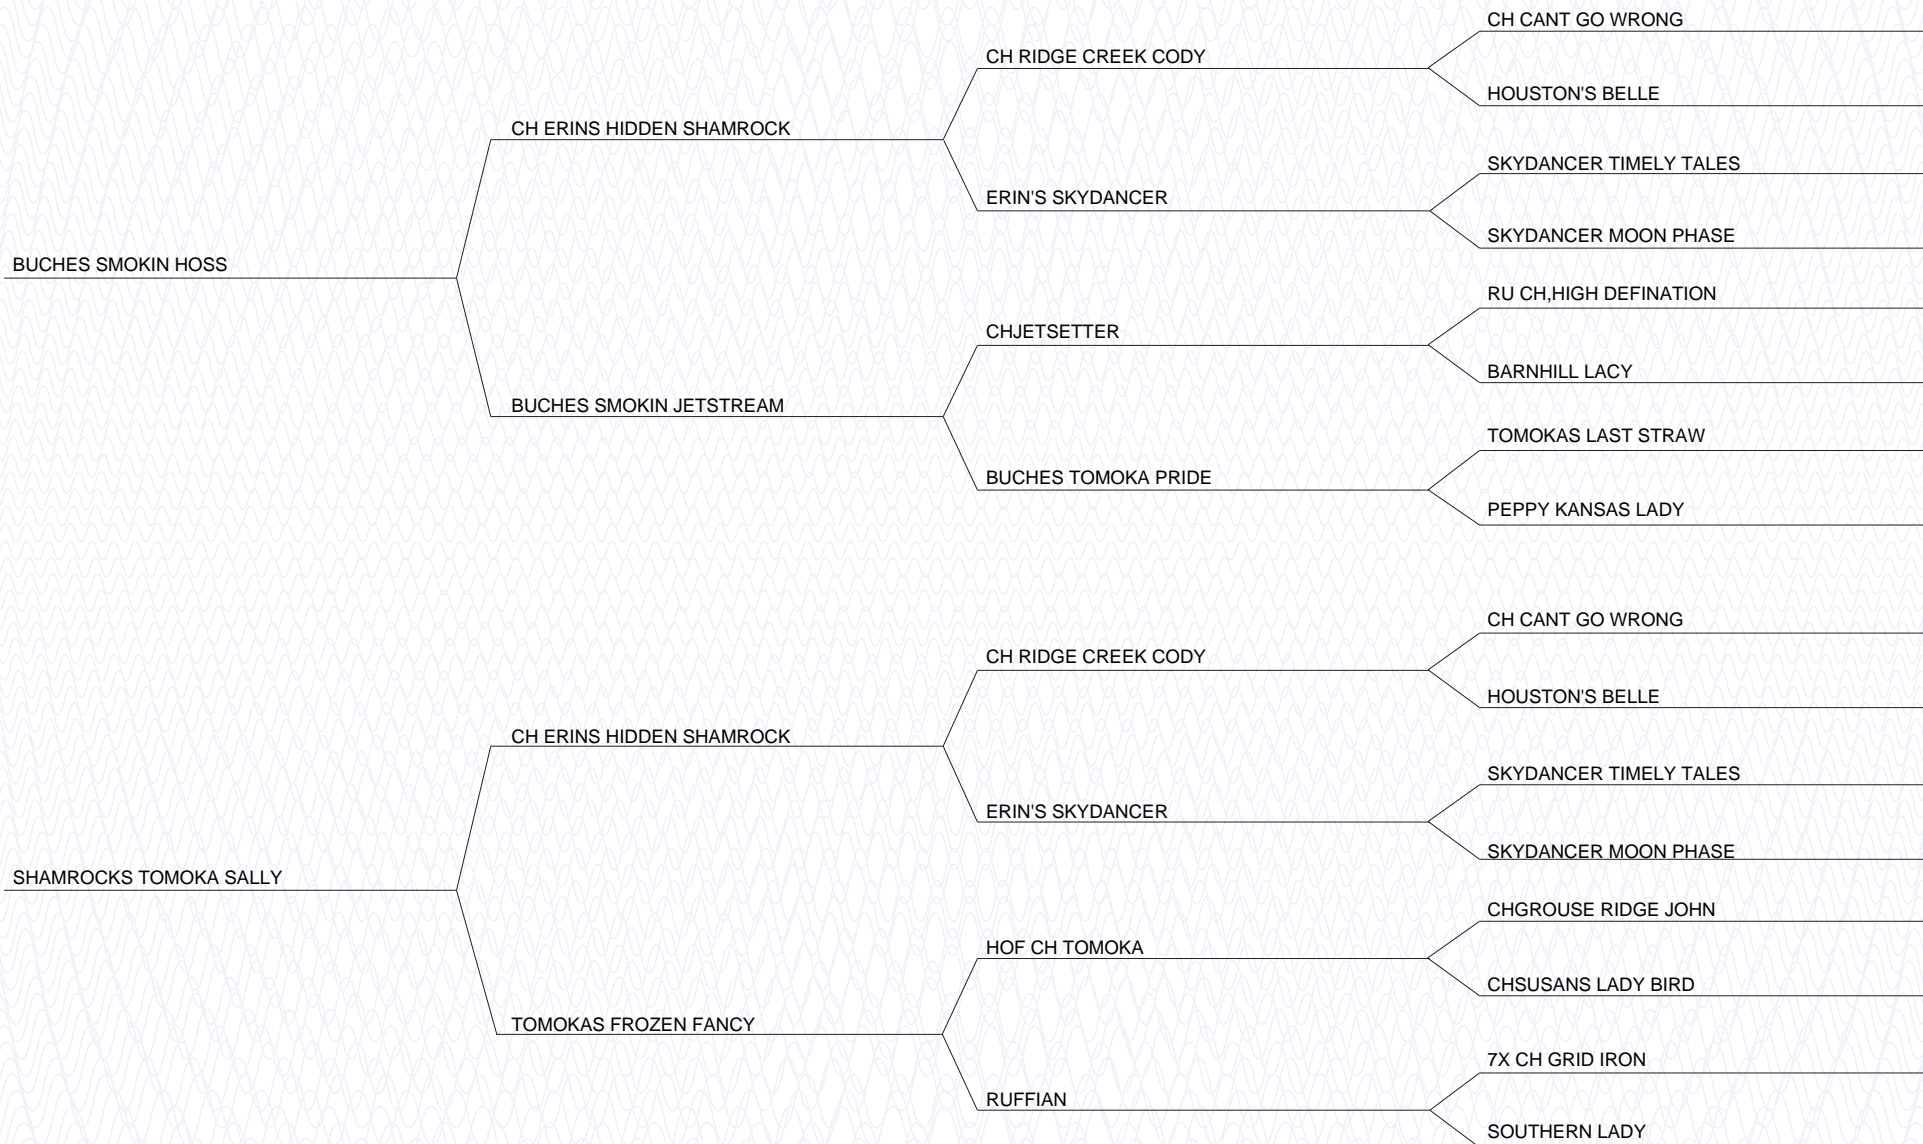 CH CANT GO WRONG
CH RIDGE CREEK CODY
HOUSTON'S BELLE
CH ERINS HIDDEN SHAMROCK
SKYDANCER TIMELY TALES
ERIN'S SKYDANCER
SKYDANCER MOON PHASE
BUCHES SMOKIN HOSS
RU CH,HIGH DEFINATION
CHJETSETTER
BARNHILL LACY
BUCHES SMOKIN JETSTREAM
TOMOKAS LAST STRAW
BUCHES TOMOKA PRIDE
PEPPY KANSAS LADY
CH CANT GO WRONG
CH RIDGE CREEK CODY
HOUSTON'S BELLE
CH ERINS HIDDEN SHAMROCK
SKYDANCER TIMELY TALES
ERIN'S SKYDANCER
SKYDANCER MOON PHASE
SHAMROCKS TOMOKA SALLY
CHGROUSE RIDGE JOHN
HOF CH TOMOKA
CHSUSANS LADY BIRD
TOMOKAS FROZEN FANCY
7X CH GRID IRON
RUFFIAN
SOUTHERN LADY